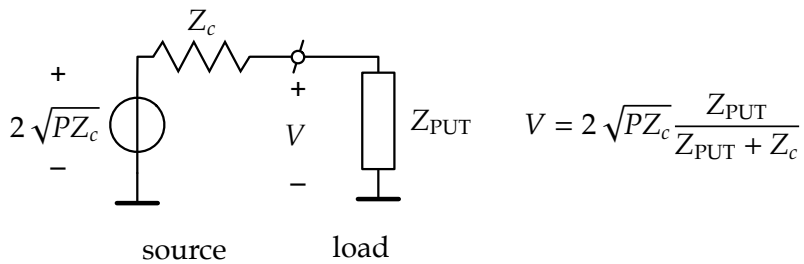 Z_c
+
2√PZ_c
−
+
V
−
Z_PUT
V = 2√PZ_c Z_PUT / (Z_PUT + Z_c)
source load